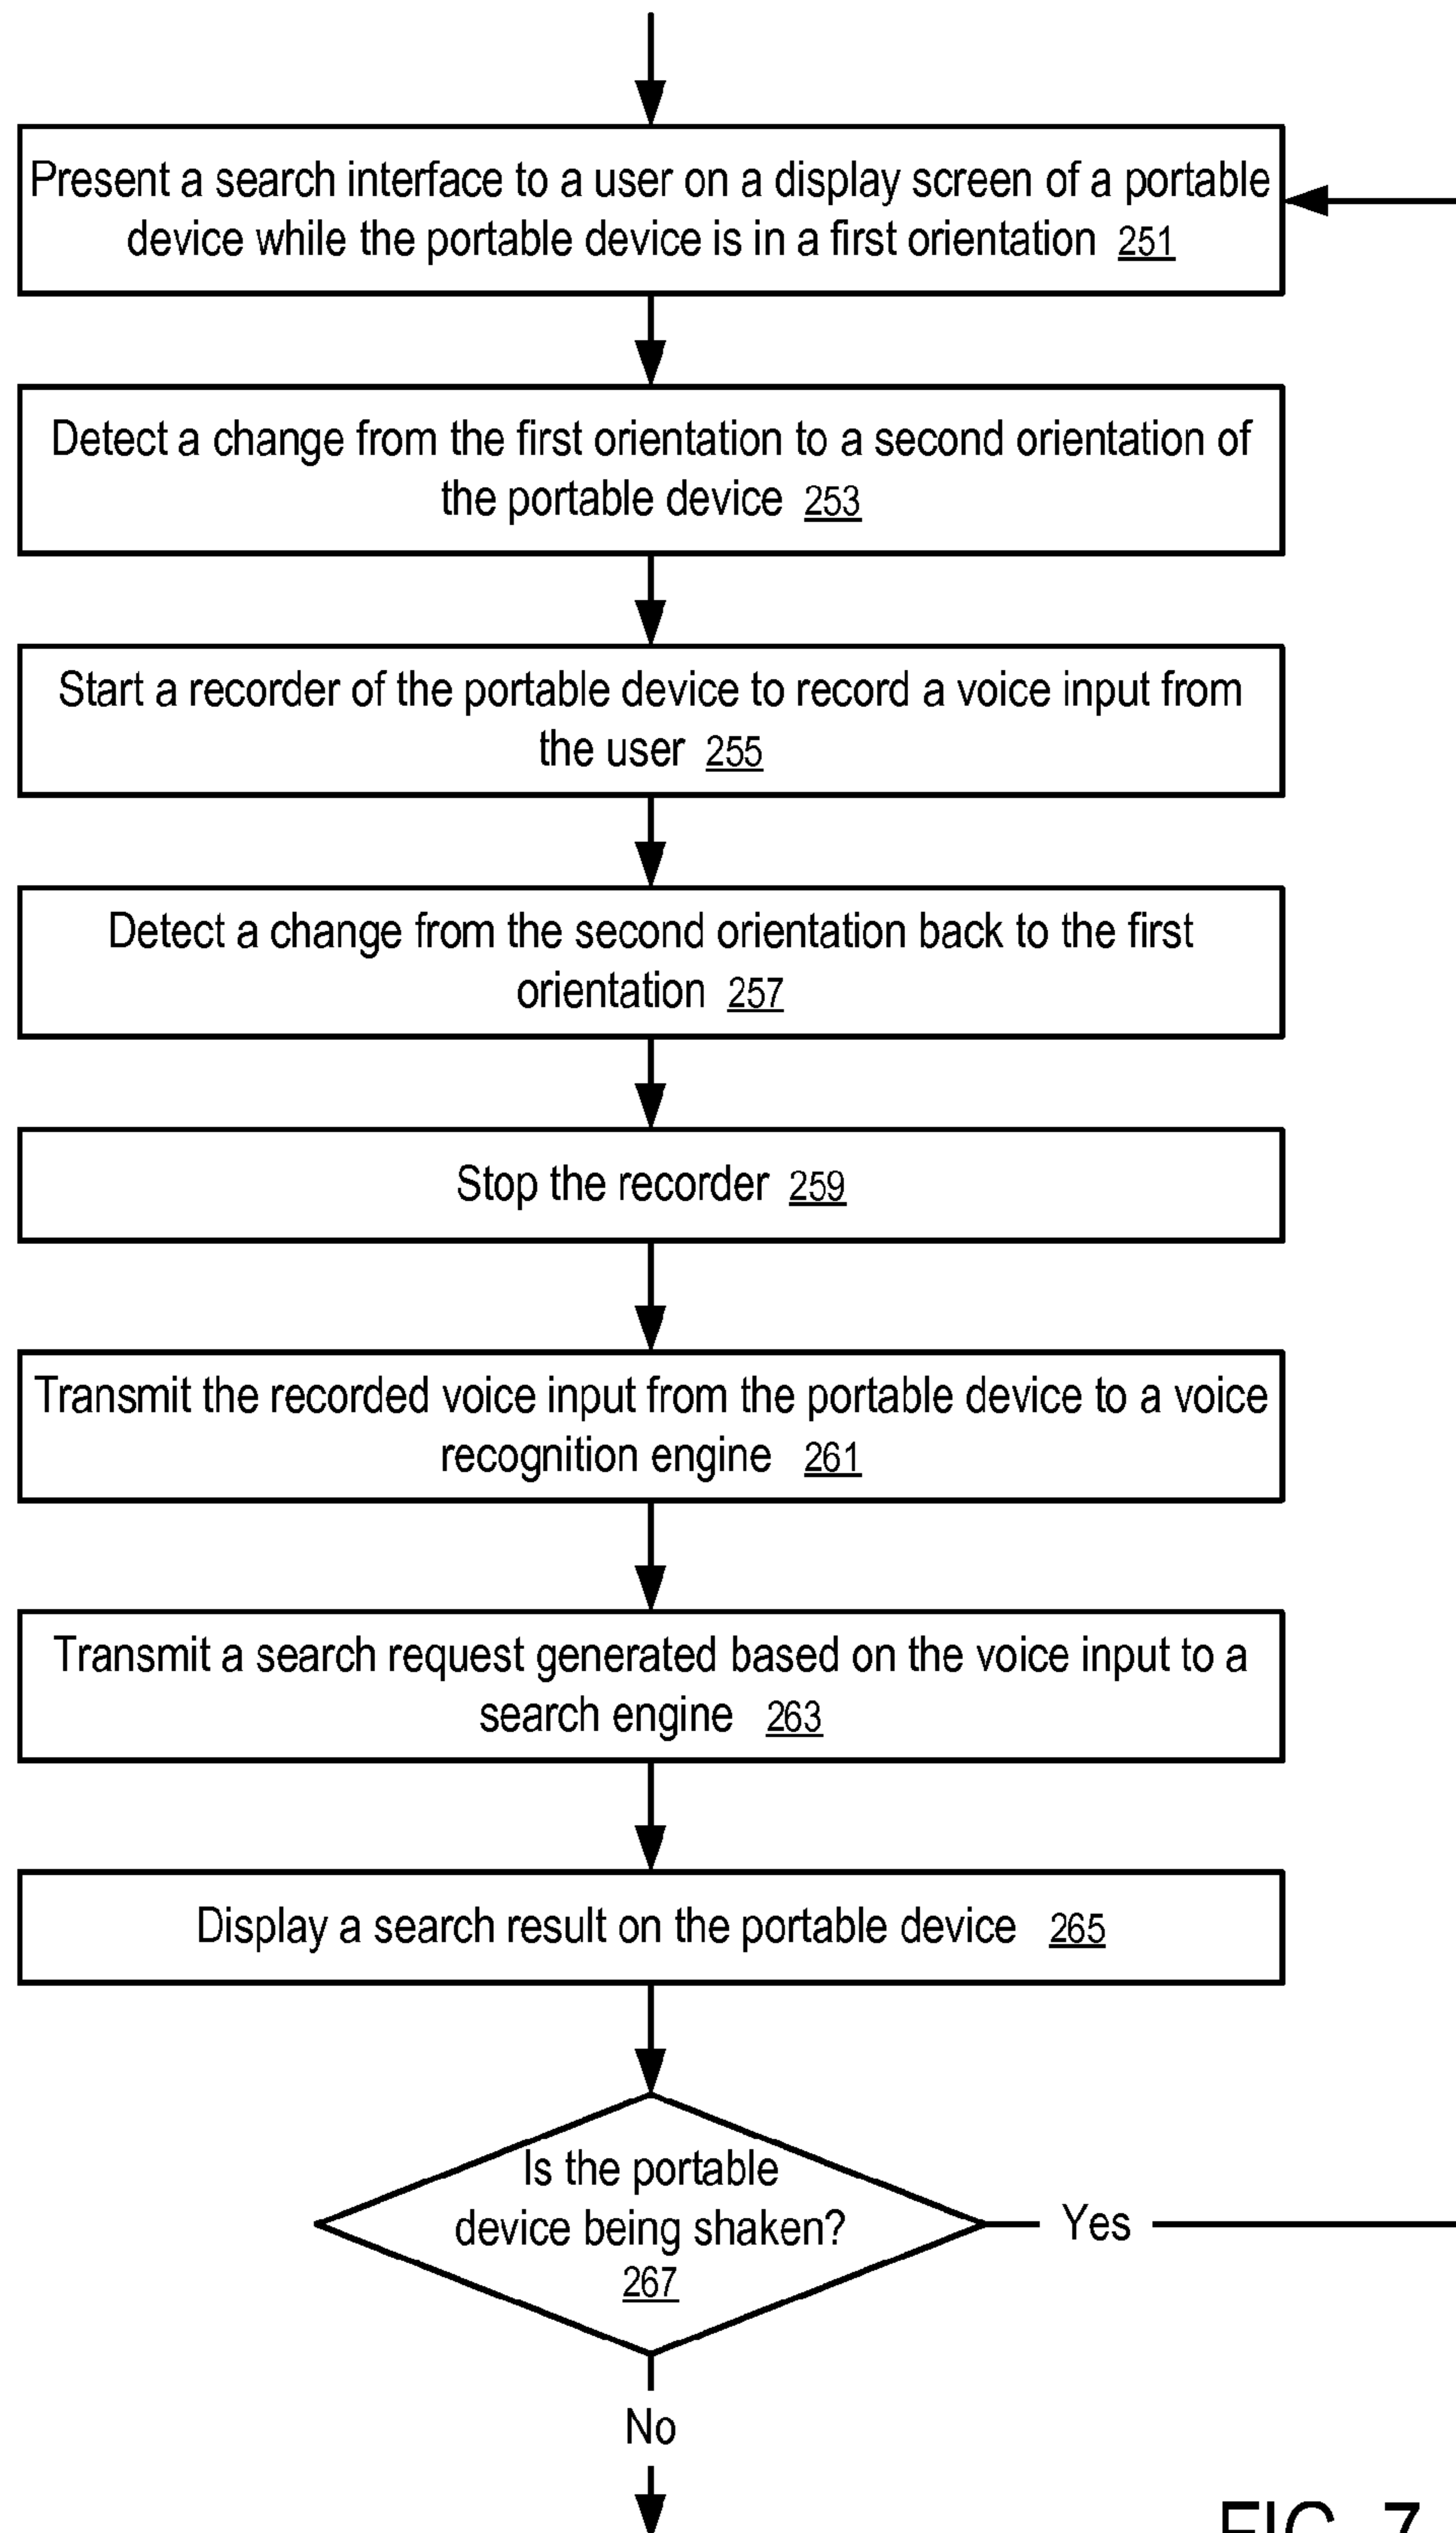 Present a search interface to a user on a display screen of a portable
device while the portable device is in a first orientation 251
Detect a change from the first orientation to a second orientation of
the portable device 253
Start a recorder of the portable device to record a voice input from
the user 255
Detect a change from the second orientation back to the first
orientation 257
Stop the recorder 259
Transmit the recorded voice input from the portable device to a voice
recognition engine 261
Transmit a search request generated based on the voice input to a
search engine 263
Display a search result on the portable device 265
Is the portable
device being shaken?
267
Yes
No
FIG. 7